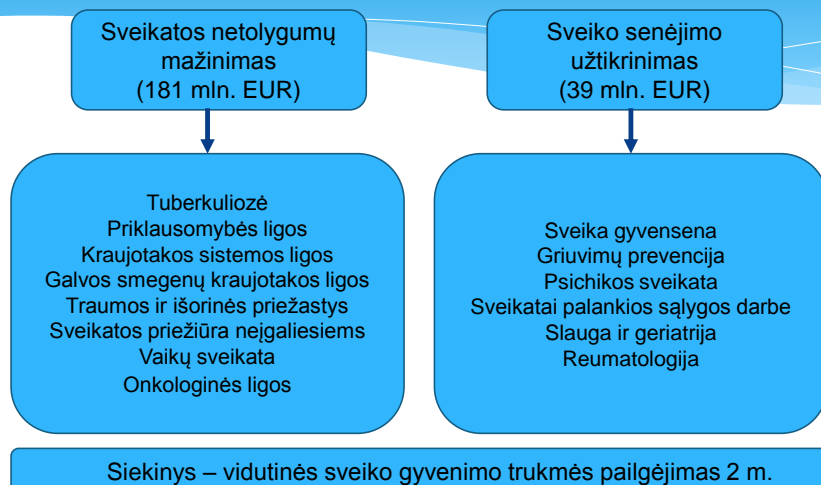 Sveikatos netolygumų
mažinimas
(181 mln. EUR)
Sveiko senėjimo
užtikrinimas
(39 mln. EUR)
Tuberkuliozė
Priklausomybės ligos
Kraujotakos sistemos ligos
Galvos smegenų kraujotakos ligos
Traumos ir išorinės priežastys
Sveikatos priežiūra neįgaliesiems
Vaikų sveikata
Onkologinės ligos
Sveika gyvensena
Griuvimų prevencija
Psichikos sveikata
Sveikatai palankios sąlygos darbe
Slauga ir geriatrija
Reumatologija
Siekinys – vidutinės sveiko gyvenimo trukmės pailgėjimas 2 m.